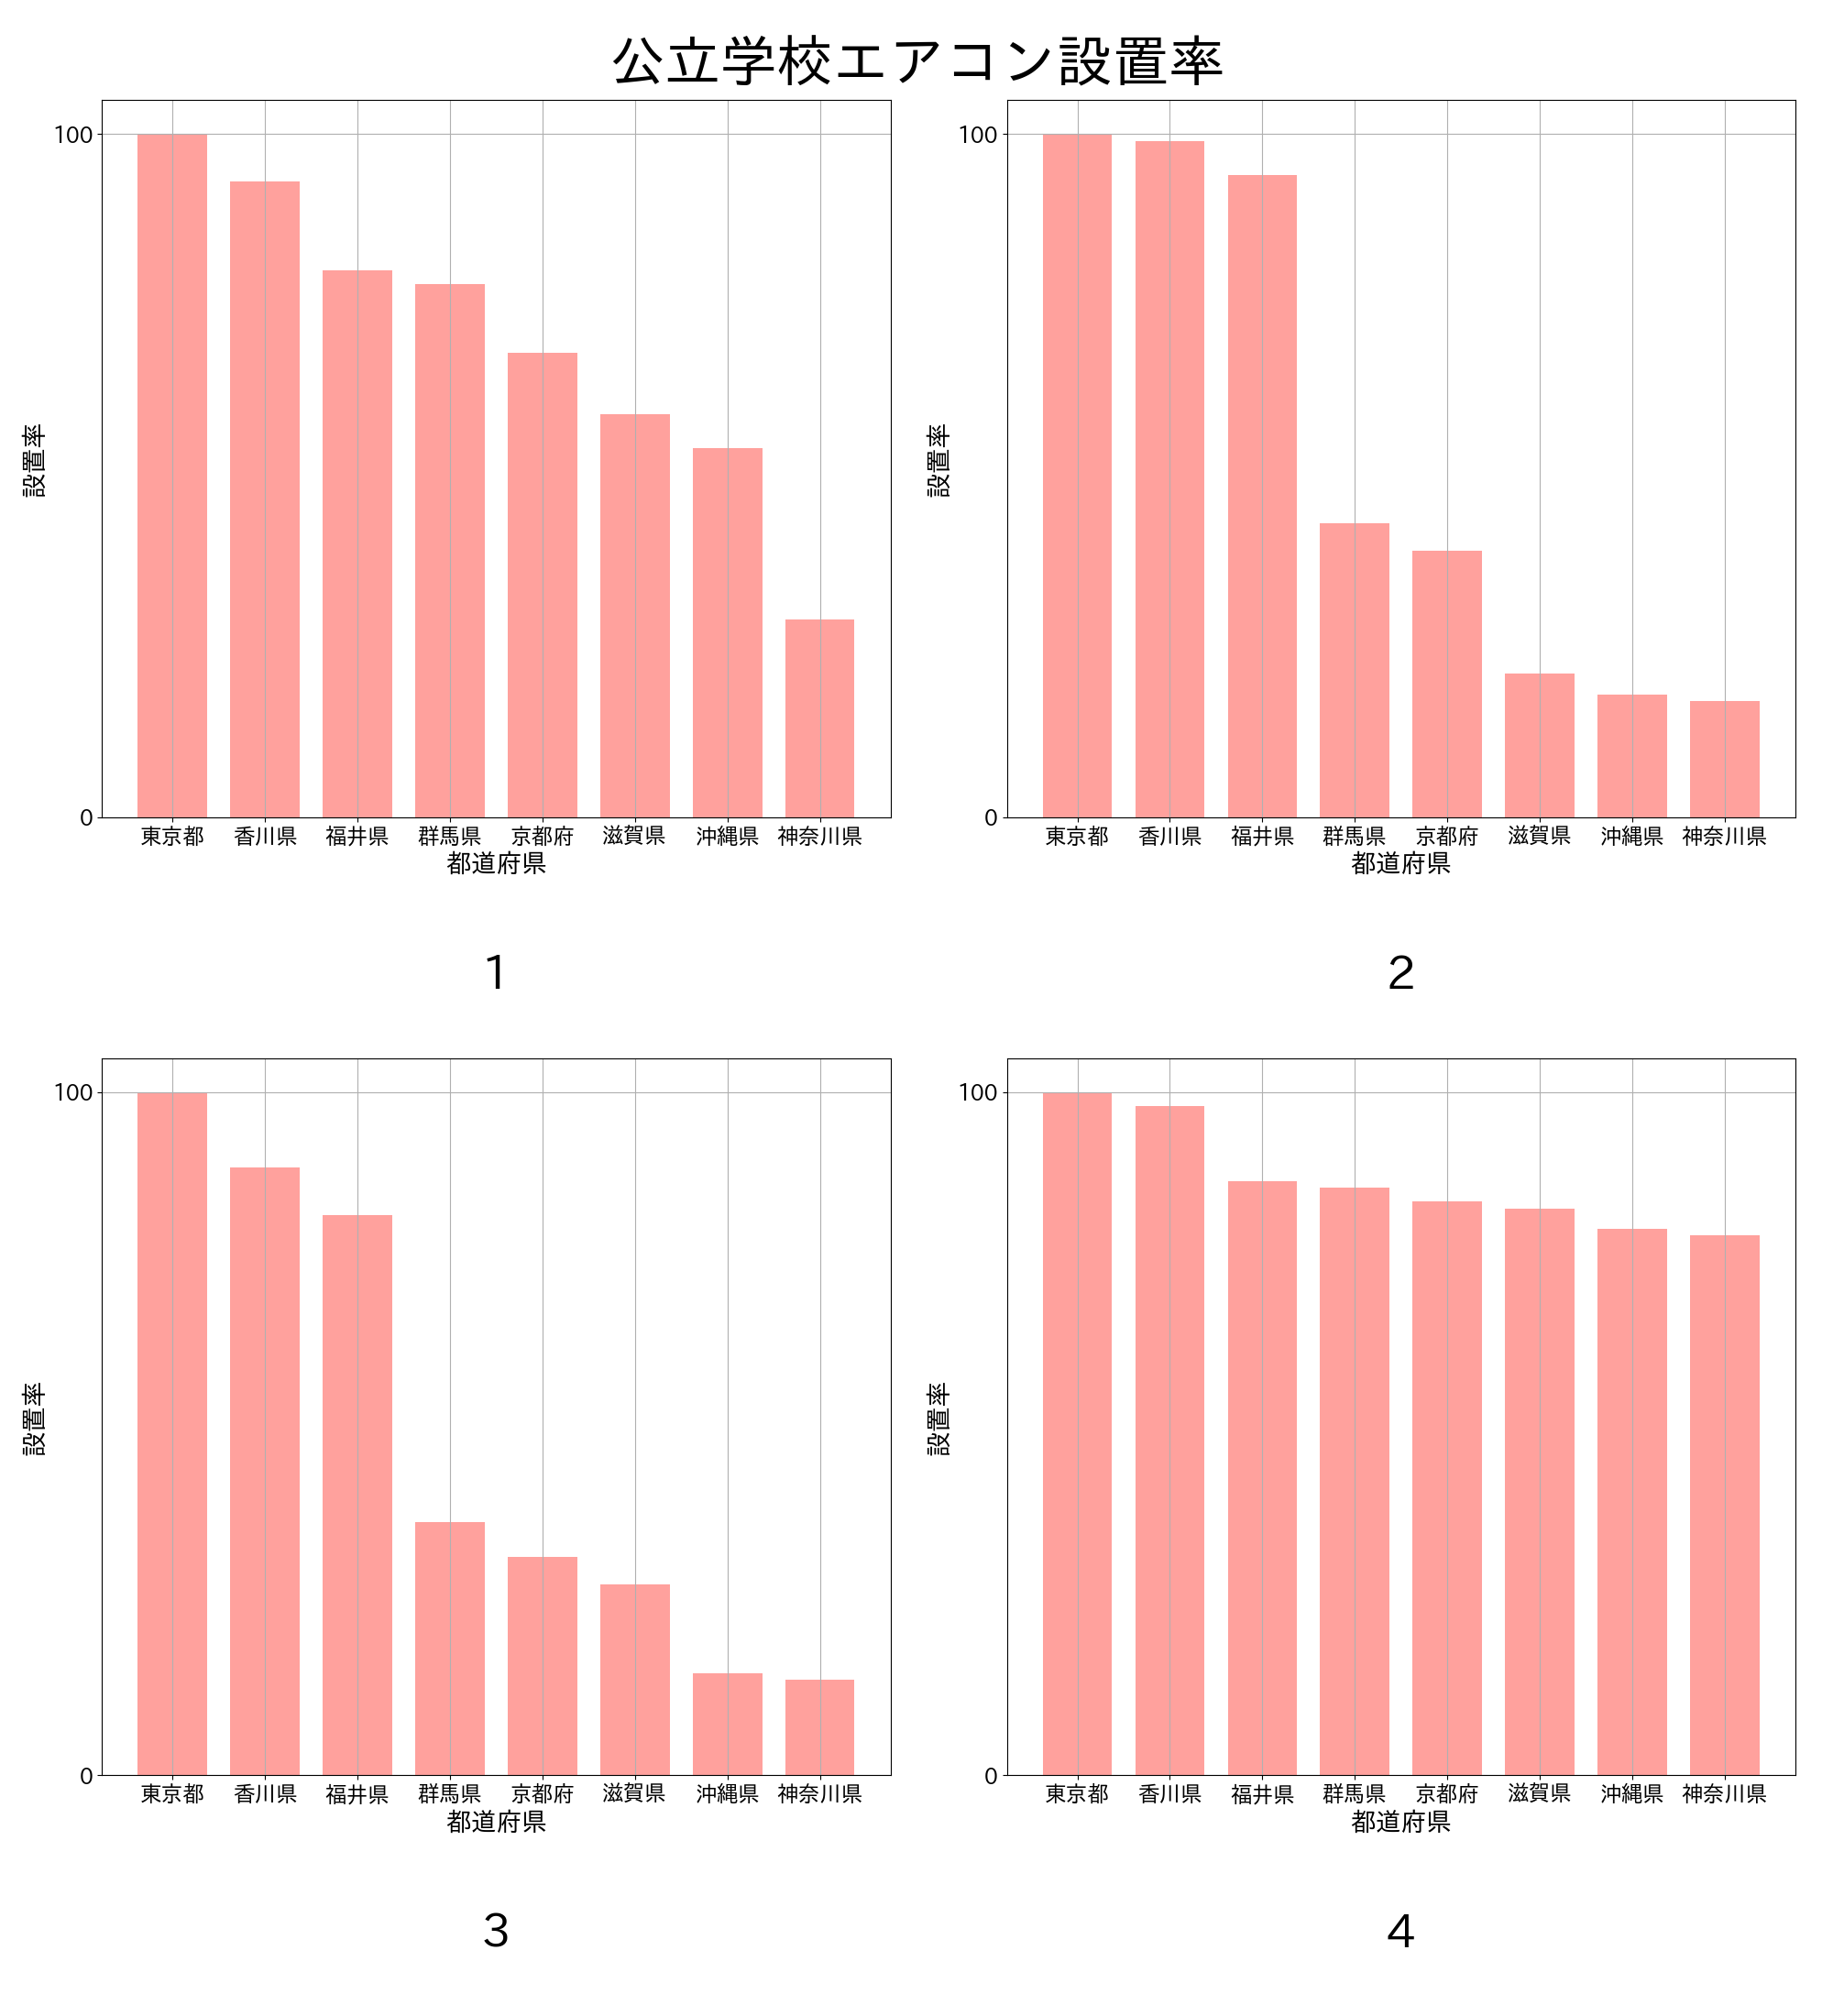 公立学校エアコン設置率
100
0
設置率
東京都 香川県 福井県 群馬県 京都府 滋賀県 沖縄県 神奈川県
都道府県
1
100
0
設置率
東京都 香川県 福井県 群馬県 京都府 滋賀県 沖縄県 神奈川県
都道府県
2
100
0
設置率
東京都 香川県 福井県 群馬県 京都府 滋賀県 沖縄県 神奈川県
都道府県
3
100
0
設置率
東京都 香川県 福井県 群馬県 京都府 滋賀県 沖縄県 神奈川県
都道府県
4